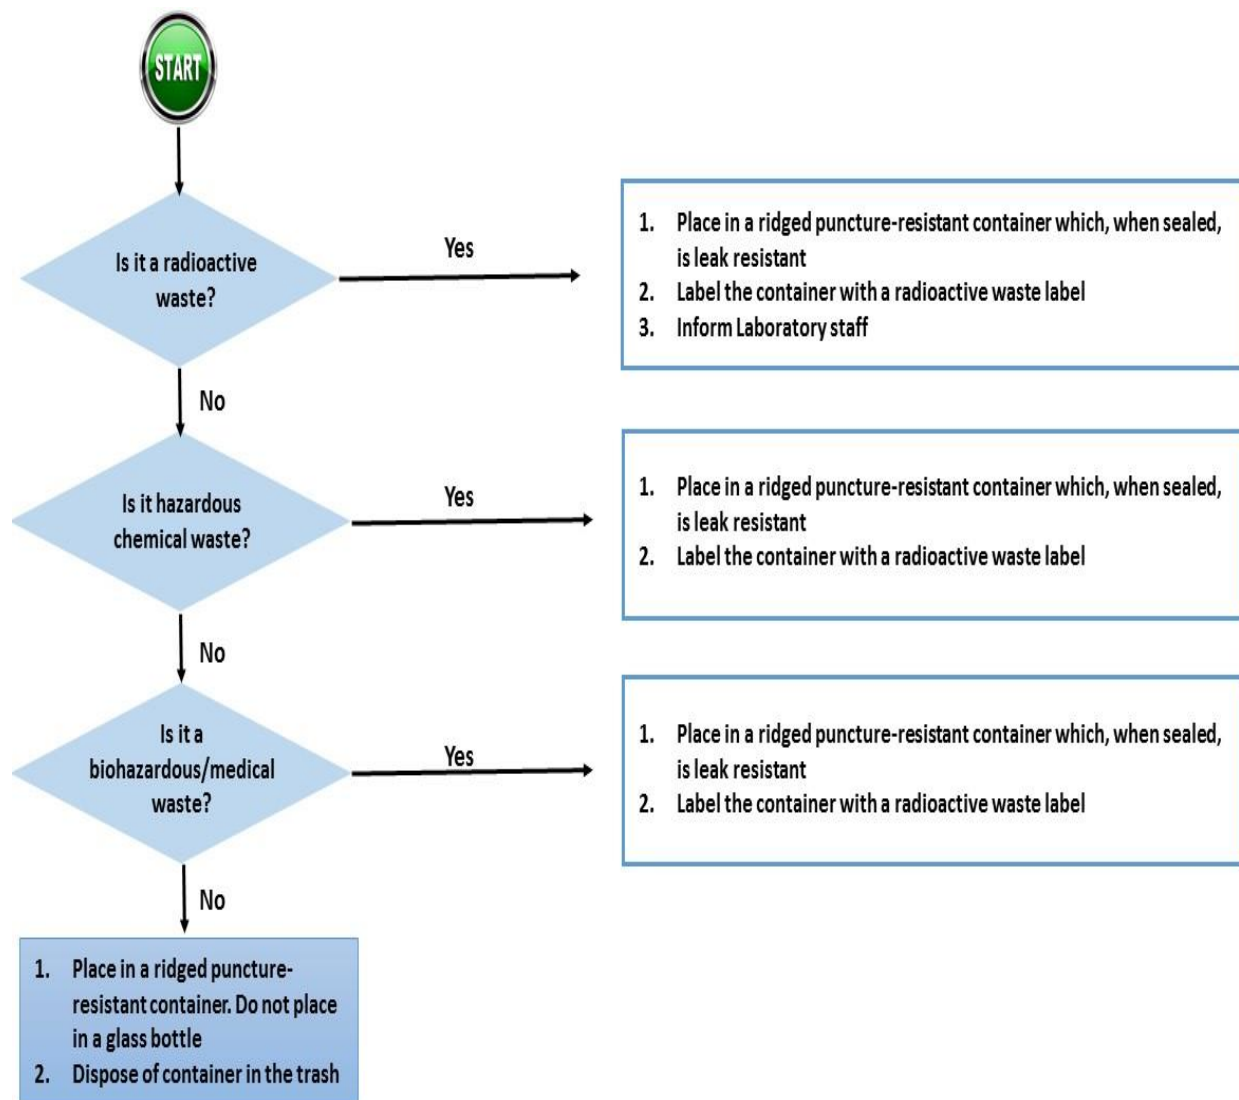 START
Is it a radioactive
waste?
Yes
1. Place in a ridged puncture-resistant container which, when sealed,
is leak resistant
2. Label the container with a radioactive waste label
3. Inform Laboratory staff
No
Is it hazardous
chemical waste?
Yes
1. Place in a ridged puncture-resistant container which, when sealed,
is leak resistant
2. Label the container with a radioactive waste label
No
Is it a
biohazardous/medical
waste?
Yes
1. Place in a ridged puncture-resistant container which, when sealed,
is leak resistant
2. Label the container with a radioactive waste label
No
1. Place in a ridged puncture-
resistant container. Do not place
in a glass bottle
2. Dispose of container in the trash